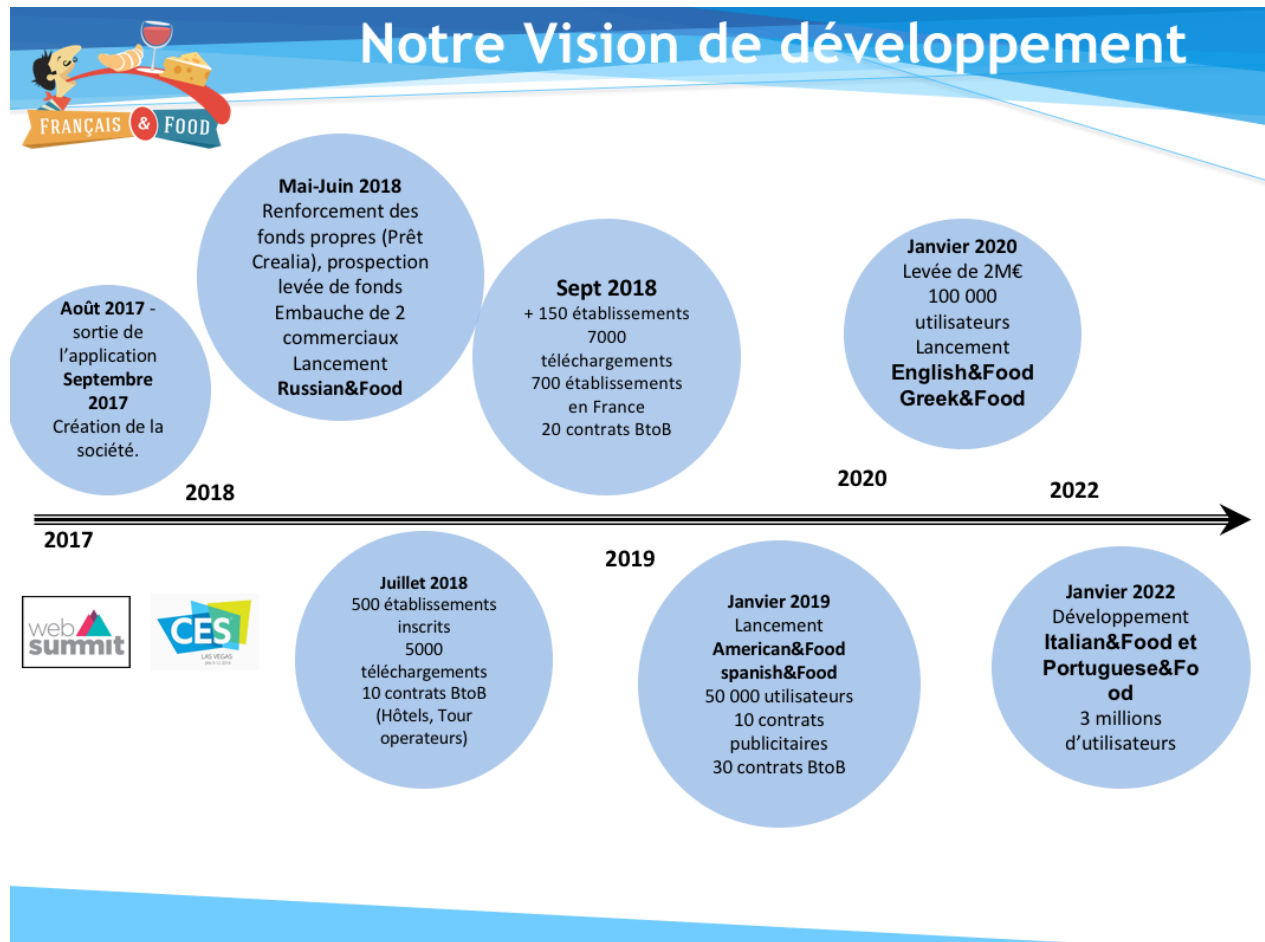 Notre Vision de développement
FRANÇAIS & FOOD
Mai-Juin 2018
Renforcement des
fonds propres (Prêt
Crealia), prospection
levée de fonds
Embauche de 2
commerciaux
Lancement
Russian&Food
Août 2017 -
sortie de
l’application
Septembre
2017
Création de la
société.
Sept 2018
+ 150 établissements
7000
téléchargements
700 établissements
en France
20 contrats BtoB
Janvier 2020
Levée de 2M€
100 000
utilisateurs
Lancement
English&Food
Greek&Food
2017
2018
2019
2020
2022
web
summit
CES
LAS VEGAS
Juillet 2018
500 établissements
inscrits
5000
téléchargements
10 contrats BtoB
(Hôtels, Tour
operateurs)
Janvier 2019
Lancement
American&Food
spanish&Food
50 000 utilisateurs
10 contrats
publicitaires
30 contrats BtoB
Janvier 2022
Développement
Italian&Food et
Portuguese&Fo
od
3 millions
d’utilisateurs